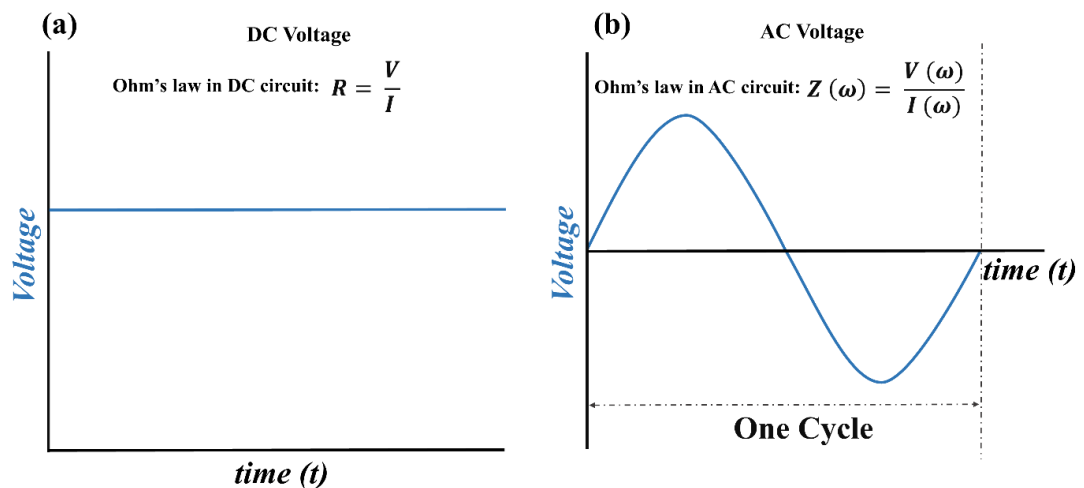 (a)
DC Voltage
Ohm's law in DC circuit: R = V / I
Voltage
time (t)
(b)
AC Voltage
Ohm's law in AC circuit: Z (ω) = V (ω) / I (ω)
Voltage
time (t)
One Cycle